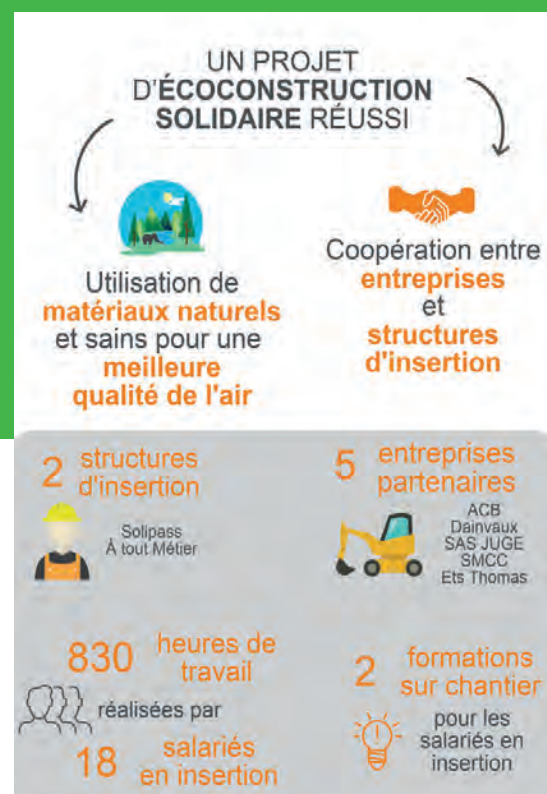 UN PROJET
D'ÉCOCONSTRUCTION
SOLIDAIRE RÉUSSI
Utilisation de
matériaux naturels
et sains pour une
meilleure
qualité de l'air
Coopération entre
entreprises
et
structures
d'insertion
2 structures
d'insertion
Solipass
À tout Métier
5 entreprises
partenaires
ACB
Dainvaux
SAS JUGE
SMCC
Ets Thomas
830 heures de
travail
réalisées par
18 salariés
en insertion
2 formations
sur chantier
pour les
salariés en
insertion